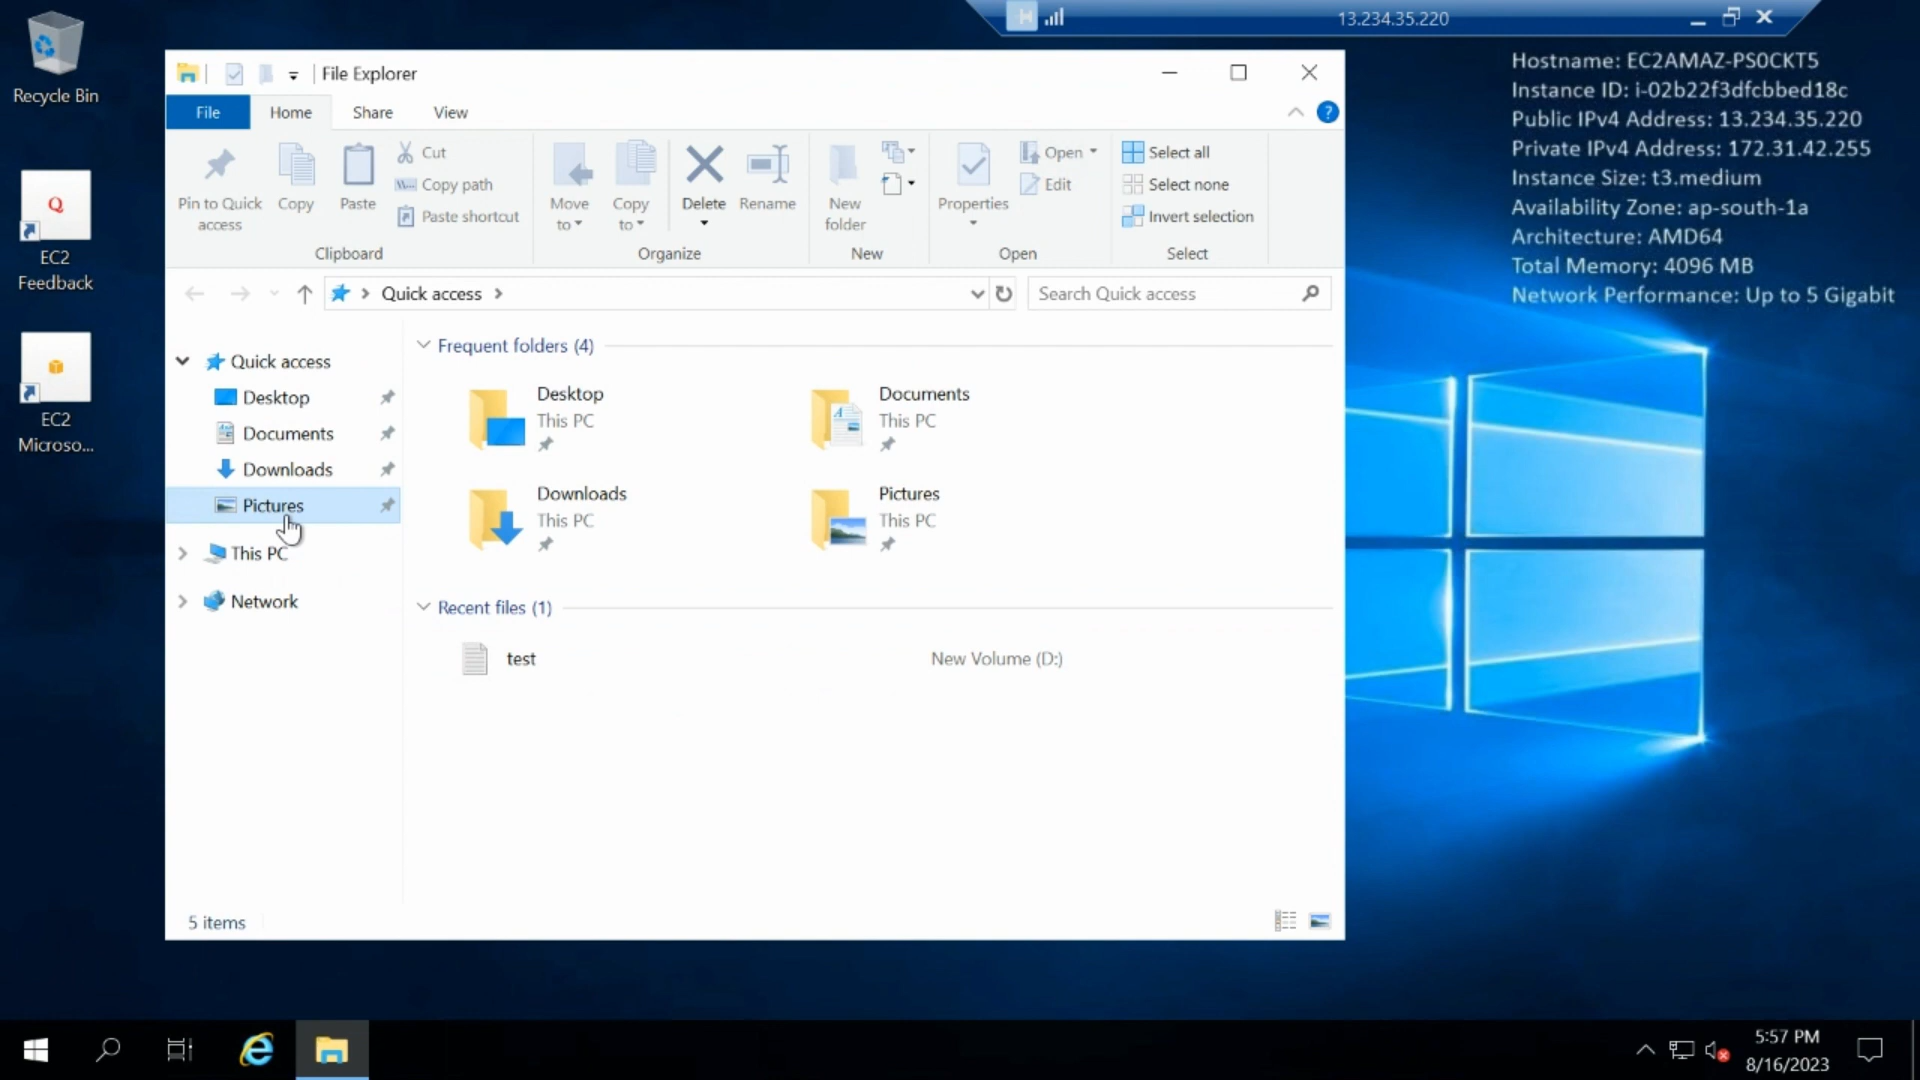 13.234.35.220
Recycle Bin
EC2
Feedback
EC2
Microso...
Hostname: EC2AMAZ-PS0CKT5
Instance ID: i-02b22f3dfcbbed18c
Public IPv4 Address: 13.234.35.220
Private IPv4 Address: 172.31.42.255
Instance Size: t3.medium
Availability Zone: ap-south-1a
Architecture: AMD64
Total Memory: 4096 MB
Network Performance: Up to 5 Gigabit
File Explorer
File Home Share View
Pin to Quick access
Copy
Paste
Cut
Copy path
Paste shortcut
Clipboard
Move to
Copy to
Delete
Rename
Organize
New folder
New
Properties
Open
Edit
Open
Select all
Select none
Invert selection
Select
Quick access
Search Quick access
Quick access
Desktop
Documents
Downloads
Pictures
This PC
Network
Frequent folders (4)
Desktop
This PC
Documents
This PC
Downloads
This PC
Pictures
This PC
Recent files (1)
test New Volume (D:)
5 items
5:57 PM
8/16/2023